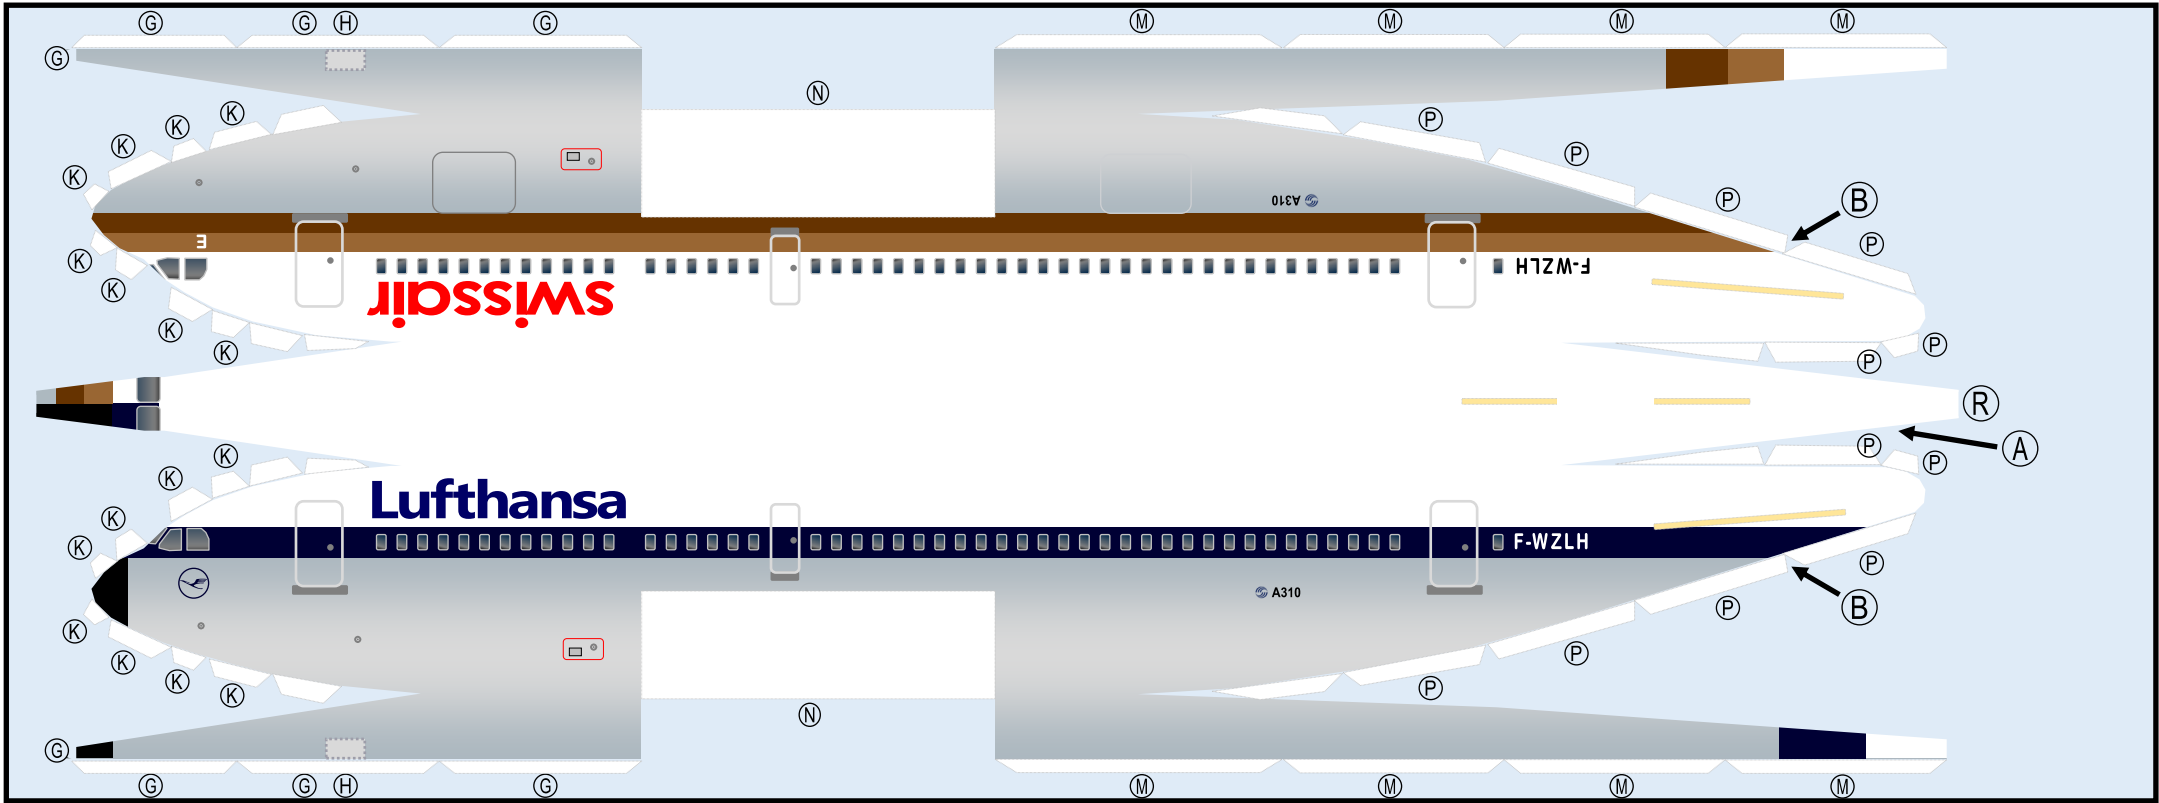 G G H G M M M M
G
N
K K K P
K P
K P B
E P
K F-WZLH
K swissair
K K P
P
R
A
K K P P
K Lufthansa
K F-WZLH
K P B
A310
A310
K P
K P
K K P
N
G
G G H G M M M M